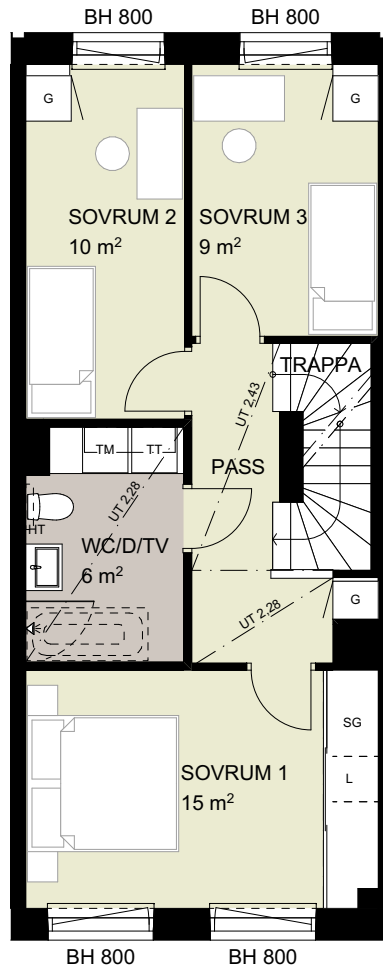 BH 800 BH 800
G G
SOVRUM 2 SOVRUM 3
10 m² 9 m²
TRAPPA
UT 2,43
PASS
TM TT
UT 2,28
HT
WC/D/TV
6 m²
G
UT 2,28
SG
SOVRUM 1 L
15 m²
BH 800 BH 800